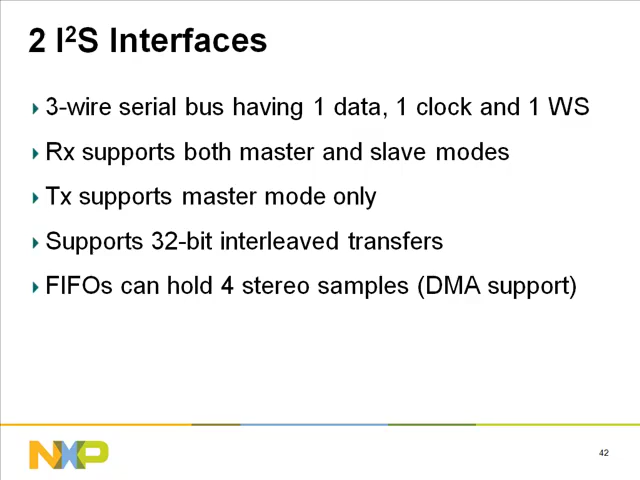 2 I²S Interfaces
3-wire serial bus having 1 data, 1 clock and 1 WS
Rx supports both master and slave modes
Tx supports master mode only
Supports 32-bit interleaved transfers
FIFOs can hold 4 stereo samples (DMA support)
NXP
42